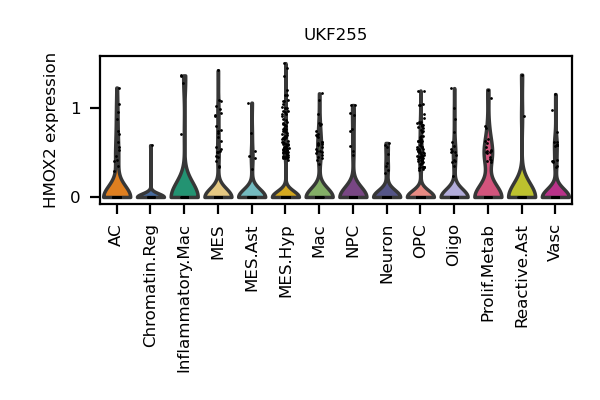 UKF255
HMOX2 expression
1
0
AC
Chromatin.Reg
Inflammatory.Mac
MES
MES.Ast
MES.Hyp
Mac
NPC
Neuron
OPC
Oligo
Prolif.Metab
Reactive.Ast
Vasc